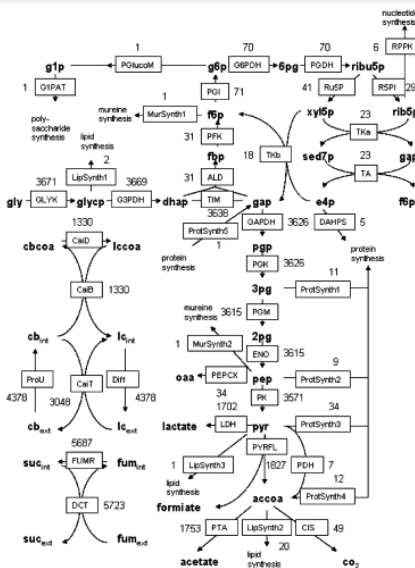 nucleotide
synthesis
1
70
70
6
RPPK
g1p
PGlucoM
g6p
G6PDH
6pg
PGDH
ribu5p
1
G1PAT
PGI
71
41
Ru5P
R5PI
29
mureine
synthesis
1
MurSynth1
f6p
xyl5p
23
rib5p
poly-
saccharide
synthesis
lipid
synthesis
31
PFK
TKa
2
fbp
18
TKb
sed7p
23
gap
LipSynth1
31
ALD
TA
3671
3669
gly
GLYK
glycp
G3PDH
dhap
TIM
gap
e4p
f6p
1330
3638
cbcoa
CaiD
lccoa
ProtSynth5
GAPDH
3626
DAHPS
5
1
pgp
protein
synthesis
protein
synthesis
CaiB
1330
PGK
3626
11
3pg
ProtSynth1
mureine
synthesis
3615
PGM
cbint
lcint
1
MurSynth2
2pg
ENO
3615
9
ProU
CaiT
Diff
oaa
PEPCX
pep
ProtSynth2
4378
3048
4378
34
PK
3571
1702
34
cbext
lcext
lactate
LDH
pyr
ProtSynth3
5687
PYRFL
sucint
FUMR
fumint
1
LipSynth3
1827
PDH
7
12
lipid
synthesis
ProtSynth4
DCT
5723
formiate
accoa
1753
PTA
LipSynth2
CIS
49
20
sucext
fumext
acetate
lipid
synthesis
co2